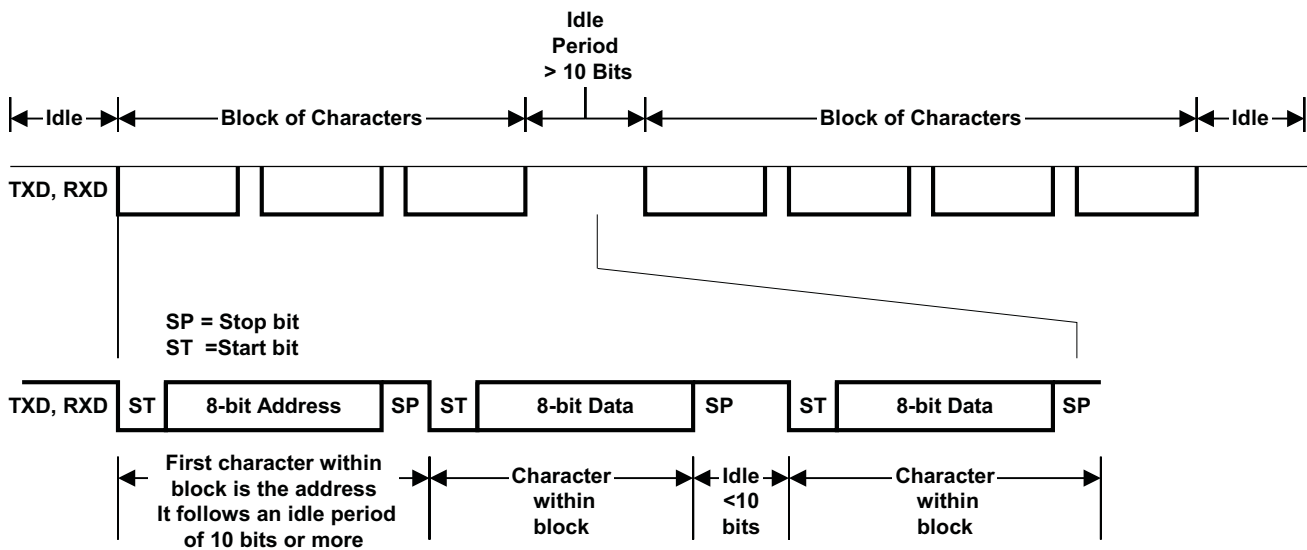 Idle
Period
> 10 Bits
Idle
Block of Characters
Block of Characters
Idle
TXD, RXD
SP = Stop bit
ST =Start bit
TXD, RXD
ST
8-bit Address
SP
ST
8-bit Data
SP
ST
8-bit Data
SP
First character within
block is the address
It follows an idle period
of 10 bits or more
Character
within
block
Idle
<10
bits
Character
within
block